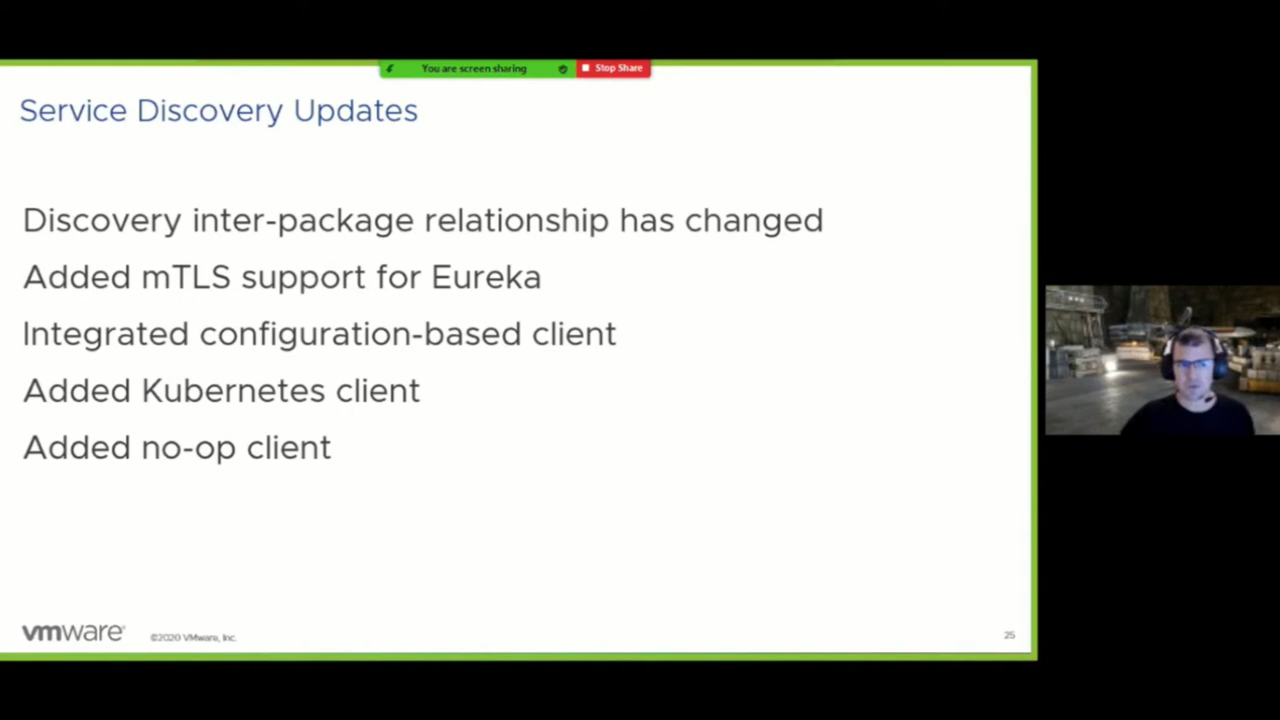 You are screen sharing
Stop Share
Service Discovery Updates
Discovery inter-package relationship has changed
Added mTLS support for Eureka
Integrated configuration-based client
Added Kubernetes client
Added no-op client
vmware®
©2020 VMware, Inc.
25